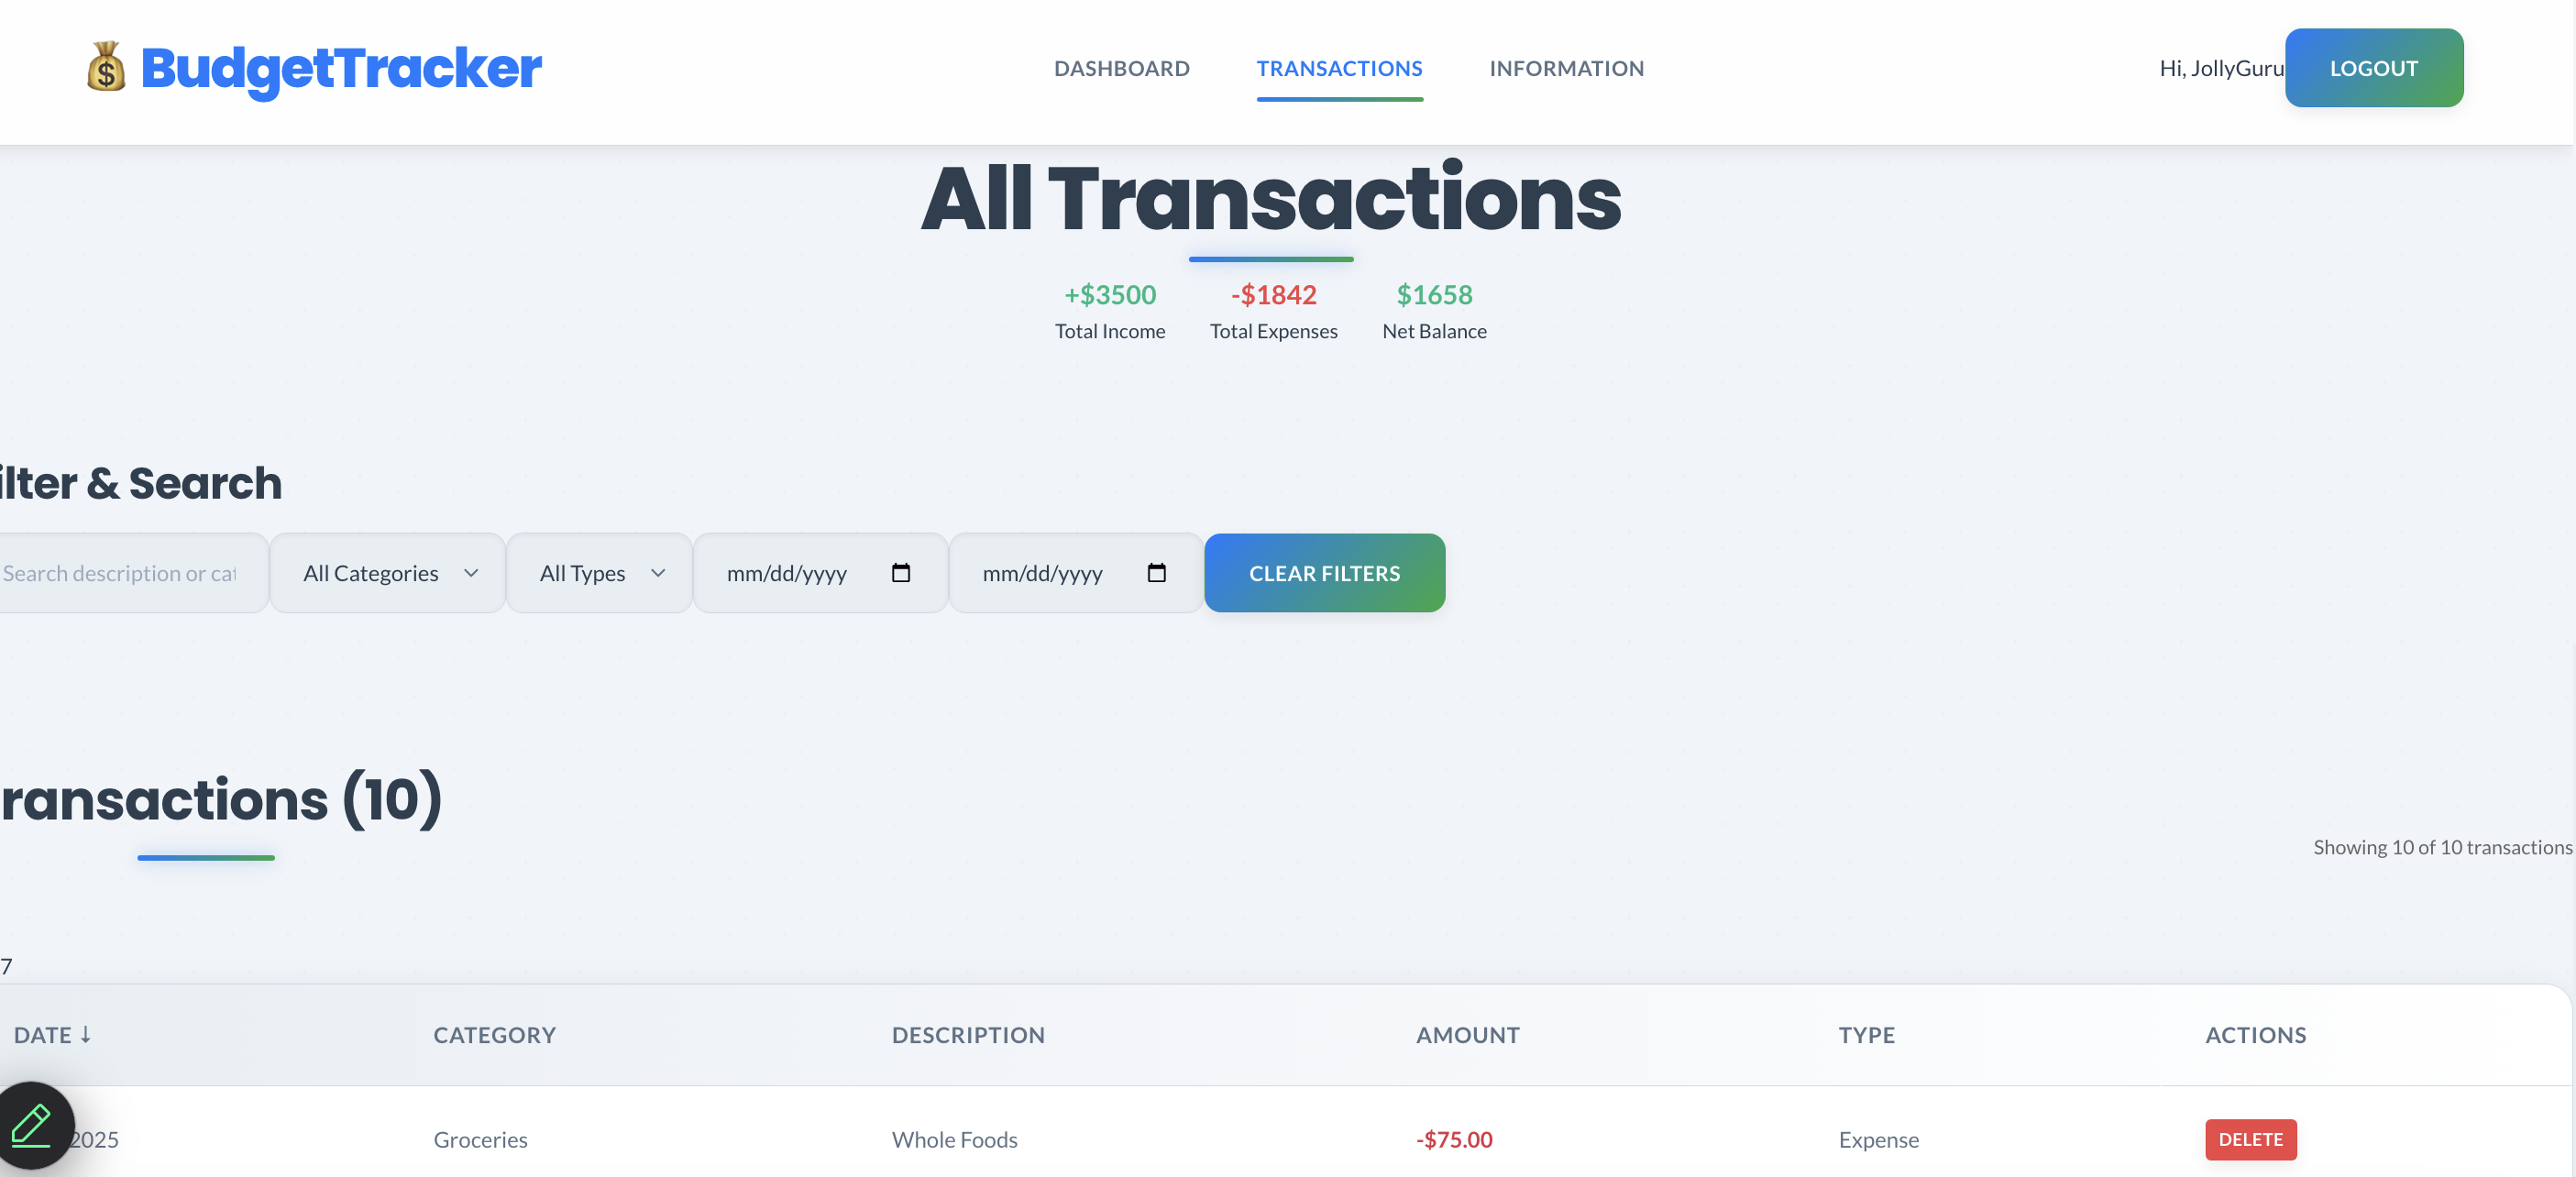 💰 BudgetTracker
DASHBOARD TRANSACTIONS INFORMATION
Hi, JollyGuru LOGOUT
All Transactions
+$3500 -$1842 $1658
Total Income Total Expenses Net Balance
ilter & Search
Search description or cat All Categories All Types mm/dd/yyyy mm/dd/yyyy CLEAR FILTERS
ransactions (10)
Showing 10 of 10 transactions
7
DATE ↓ CATEGORY DESCRIPTION AMOUNT TYPE ACTIONS
2025 Groceries Whole Foods -$75.00 Expense DELETE